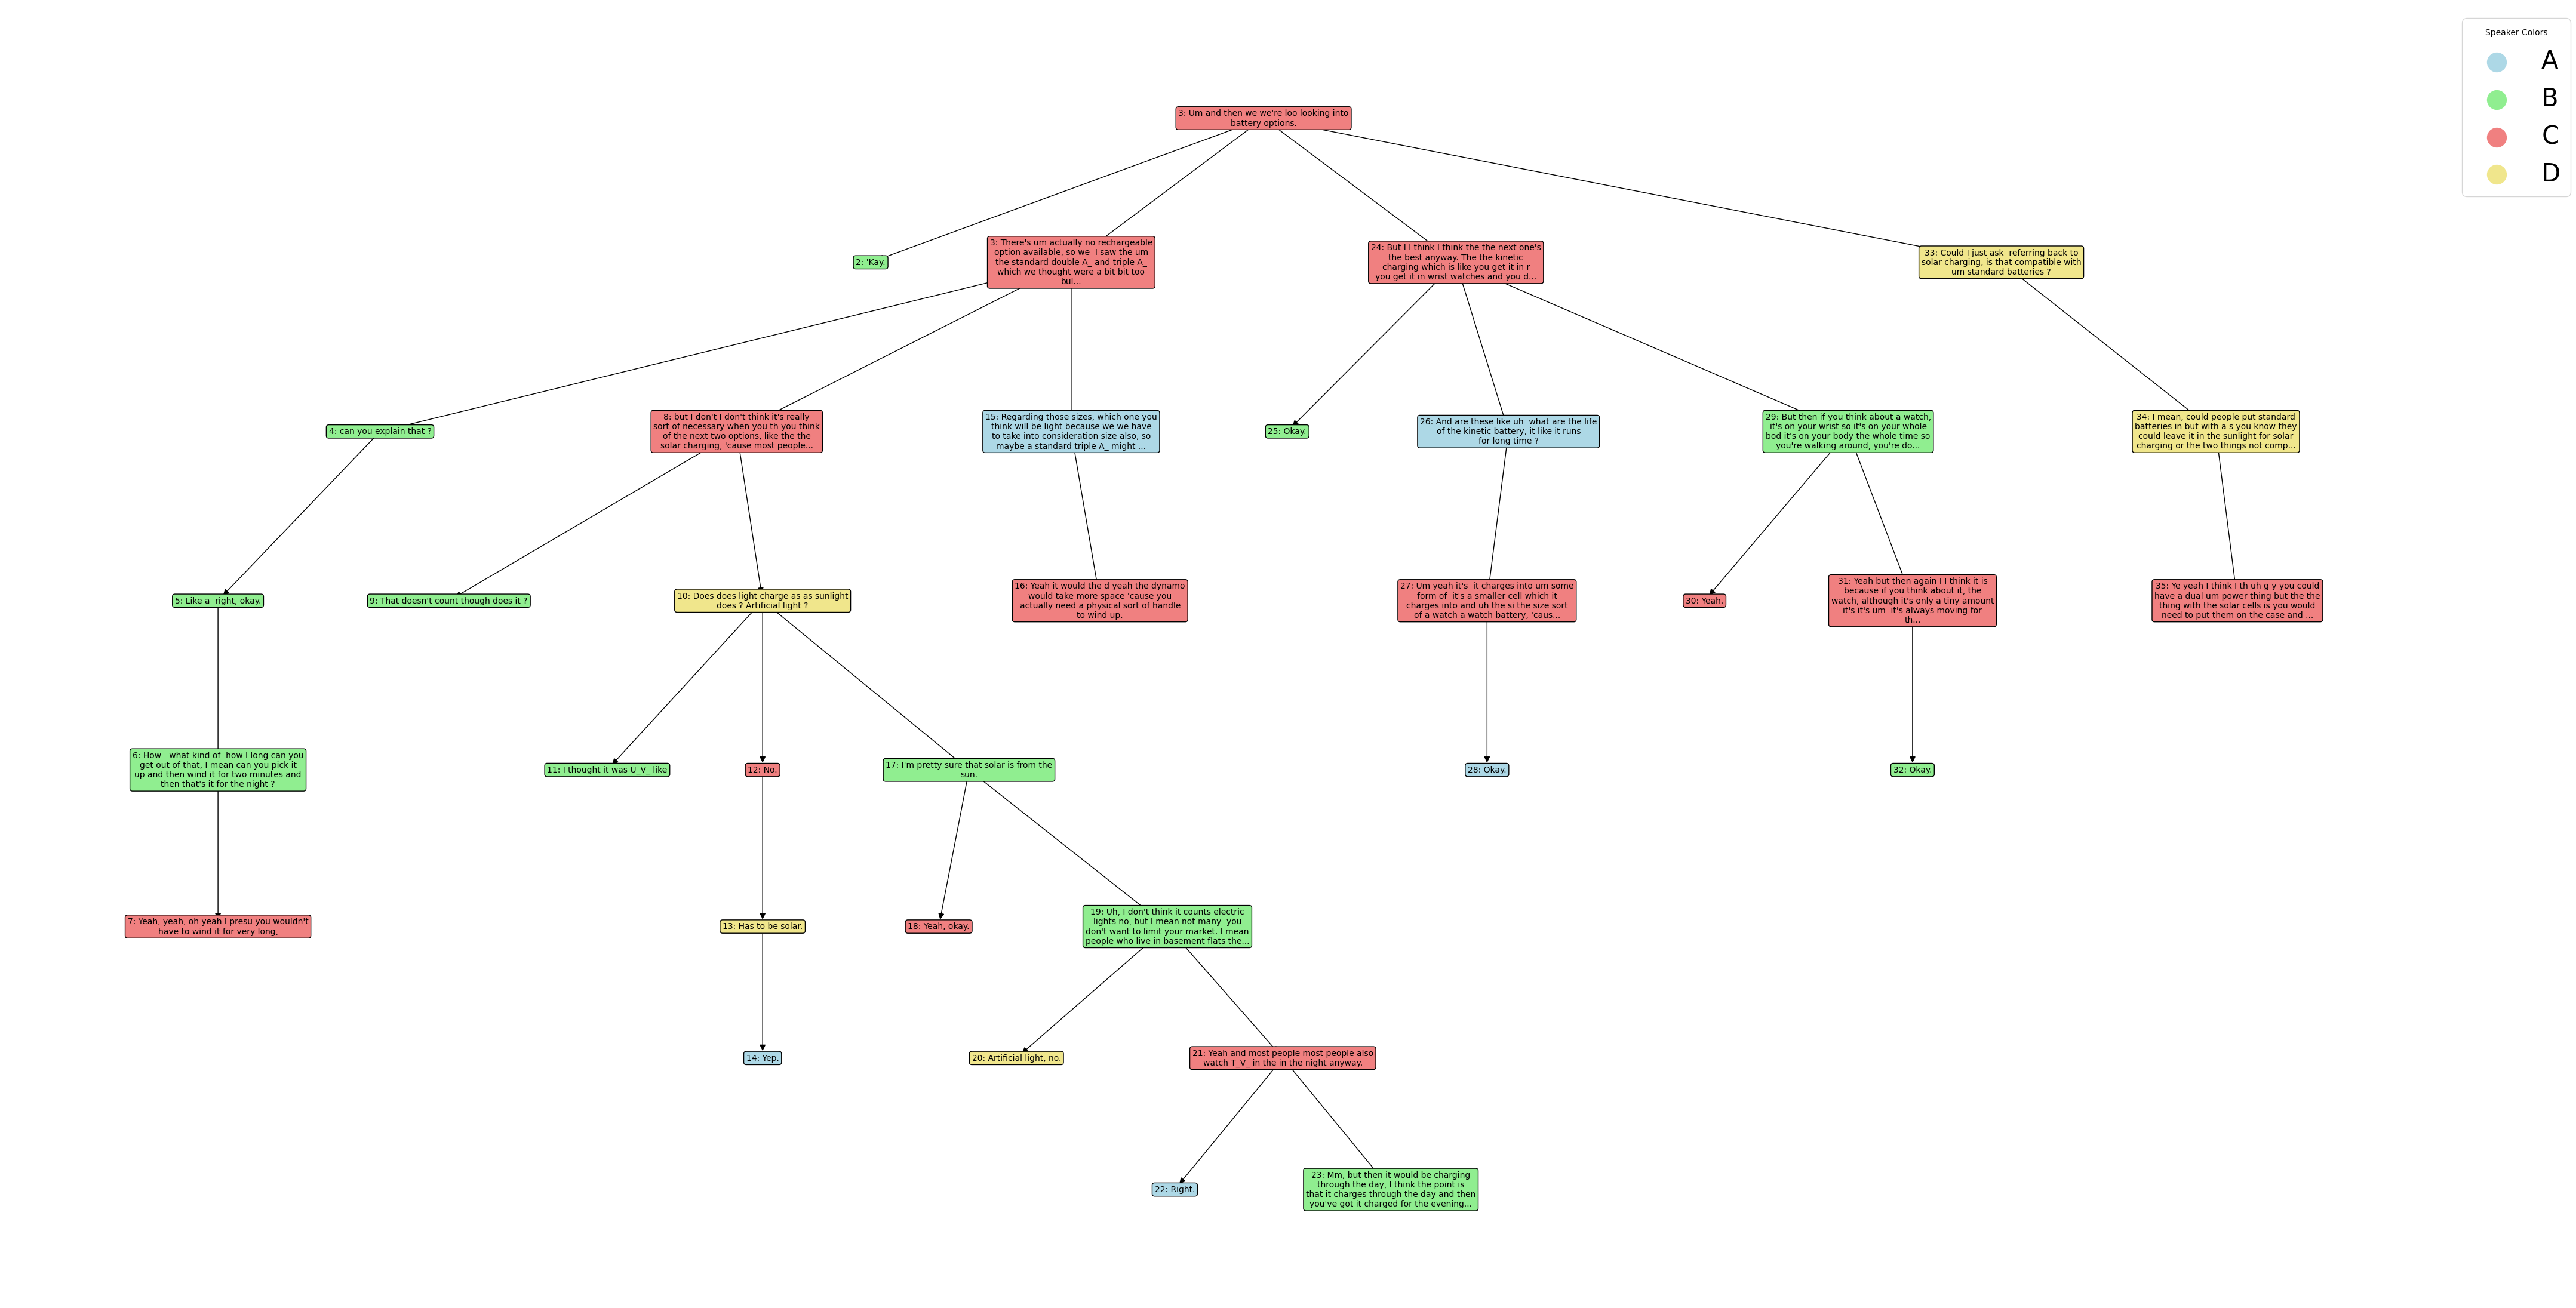 Speaker Colors
A
B
C
D
3: Um and then we we're loo looking into
battery options.
2: 'Kay.
3: There's um actually no rechargeable
option available, so we  I saw the um
the standard double A_ and triple A_
which we thought were a bit bit too
bul...
24: But I I think I think the the next one's
the best anyway. The the kinetic
charging which is like you get it in r
you get it in wrist watches and you d...
33: Could I just ask  referring back to
solar charging, is that compatible with
um standard batteries ?
4: can you explain that ?
8: but I don't I don't think it's really
sort of necessary when you th you think
of the next two options, like the the
solar charging, 'cause most people...
15: Regarding those sizes, which one you
think will be light because we we have
to take into consideration size also, so
maybe a standard triple A_ might ...
25: Okay.
26: And are these like uh  what are the life
of the kinetic battery, it like it runs
for long time ?
29: But then if you think about a watch,
it's on your wrist so it's on your whole
bod it's on your body the whole time so
you're walking around, you're do...
34: I mean, could people put standard
batteries in but with a s you know they
could leave it in the sunlight for solar
charging or the two things not comp...
5: Like a  right, okay.
9: That doesn't count though does it ?
10: Does does light charge as as sunlight
does ? Artificial light ?
16: Yeah it would the d yeah the dynamo
would take more space 'cause you
actually need a physical sort of handle
to wind up.
27: Um yeah it's  it charges into um some
form of  it's a smaller cell which it
charges into and uh the si the size sort
of a watch a watch battery, 'caus...
30: Yeah.
31: Yeah but then again I I think it is
because if you think about it, the
watch, although it's only a tiny amount
it's it's um  it's always moving for
th...
35: Ye yeah I think I th uh g y you could
have a dual um power thing but the the
thing with the solar cells is you would
need to put them on the case and ...
6: How   what kind of  how l long can you
get out of that, I mean can you pick it
up and then wind it for two minutes and
then that's it for the night ?
11: I thought it was U_V_ like
12: No.
17: I'm pretty sure that solar is from the
sun.
28: Okay.
32: Okay.
7: Yeah, yeah, oh yeah I presu you wouldn't
have to wind it for very long,
13: Has to be solar.
18: Yeah, okay.
19: Uh, I don't think it counts electric
lights no, but I mean not many  you
don't want to limit your market. I mean
people who live in basement flats the...
14: Yep.
20: Artificial light, no.
21: Yeah and most people most people also
watch T_V_ in the in the night anyway.
22: Right.
23: Mm, but then it would be charging
through the day, I think the point is
that it charges through the day and then
you've got it charged for the evening...